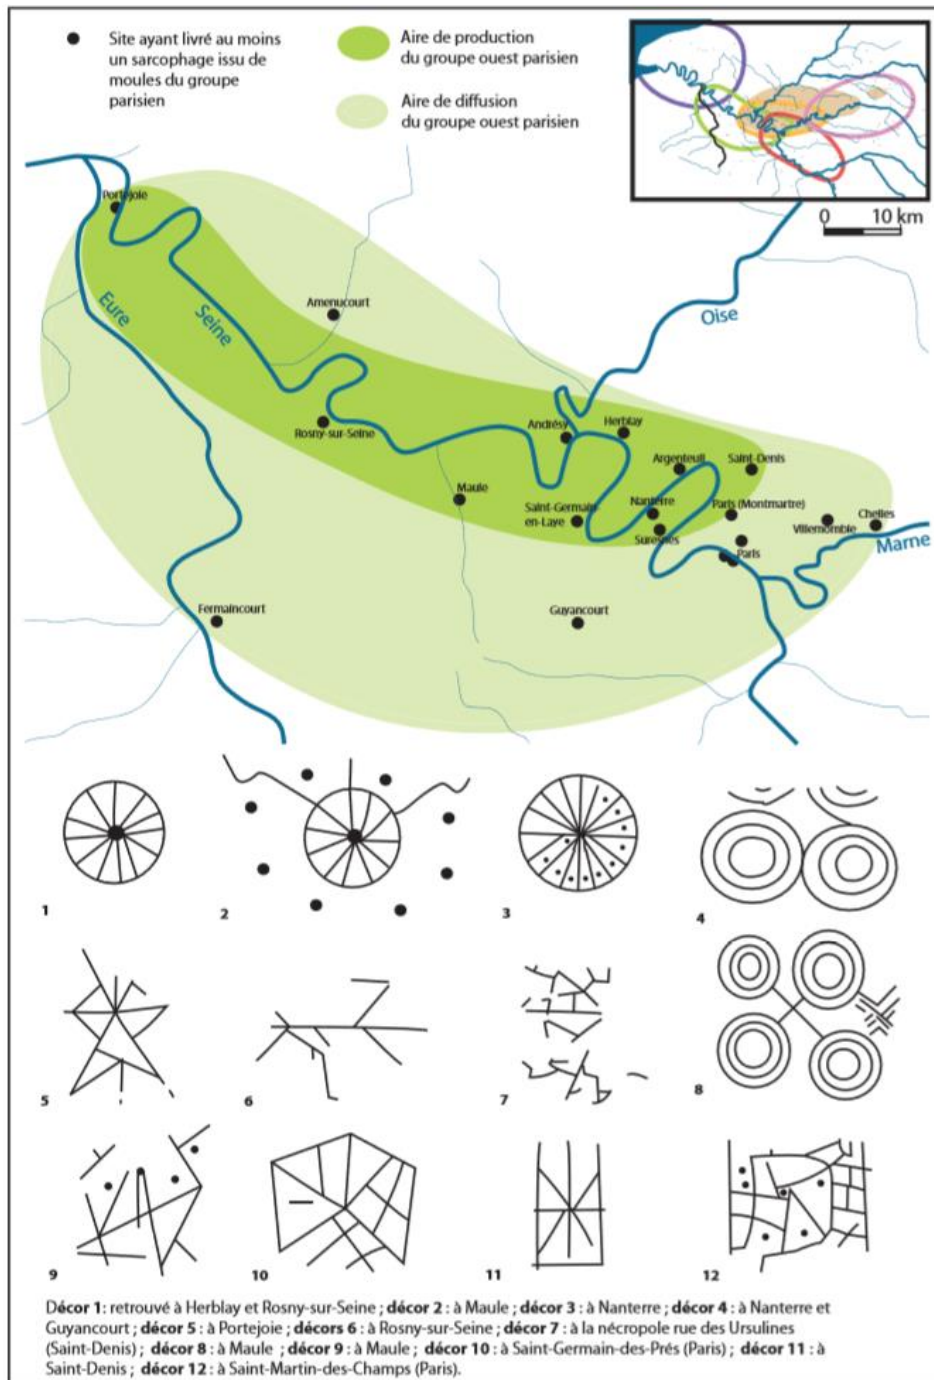 Site ayant livré au moins
un sarcophage issu de
moules du groupe
parisien
Aire de production
du groupe ouest parisien
Aire de diffusion
du groupe ouest parisien
0 10 km
Portejoie
Eure
Seine
Amenucourt
Oise
Rosny-sur-Seine
Andrésy
Herblay
Argenteuil
Saint-Denis
Maule
Saint-Germain-
en-Laye
Nanterre
Suresnes
Paris (Montmartre)
Villemomble
Chelles
Marne
Paris
Fermaincourt
Guyancourt
1
2
3
4
5
6
7
8
9
10
11
12
Décor 1 : retrouvé à Herblay et Rosny-sur-Seine ; décor 2 : à Maule ; décor 3 : à Nanterre ; décor 4 : à Nanterre et
Guyancourt ; décor 5 : à Portejoie ; décors 6 : à Rosny-sur-Seine ; décor 7 : à la nécropole rue des Ursulines
(Saint-Denis) ; décor 8 : à Maule ; décor 9 : à Maule ; décor 10 : à Saint-Germain-des-Prés (Paris) ; décor 11 : à
Saint-Denis ; décor 12 : à Saint-Martin-des-Champs (Paris).